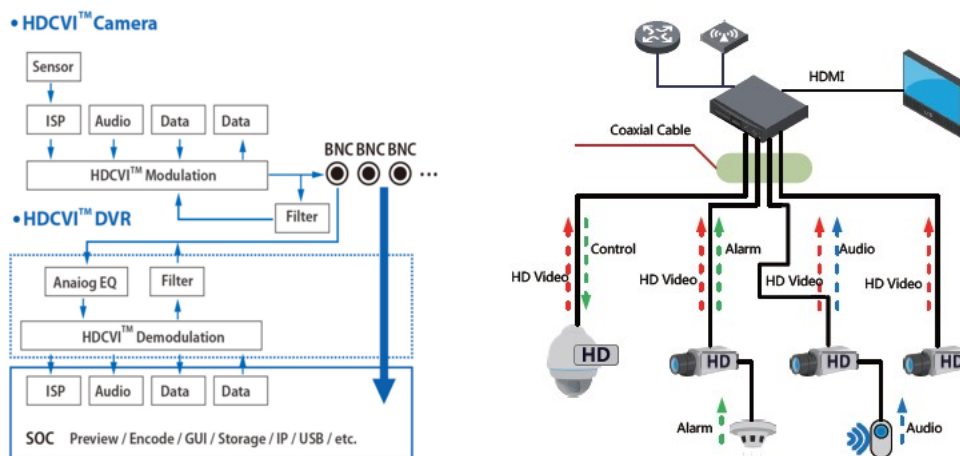 • HDCVI™ Camera
Sensor
ISP Audio Data Data
BNC BNC BNC
HDCVI™ Modulation
...
Filter
• HDCVI™ DVR
Anaiog EQ Filter
HDCVI™ Demodulation
ISP Audio Data Data
SOC Preview / Encode / GUI / Storage / IP / USB / etc.
HDMI
Coaxial Cable
Control Alarm Audio
HD Video HD Video HD Video HD Video
HD HD HD HD
Alarm Audio